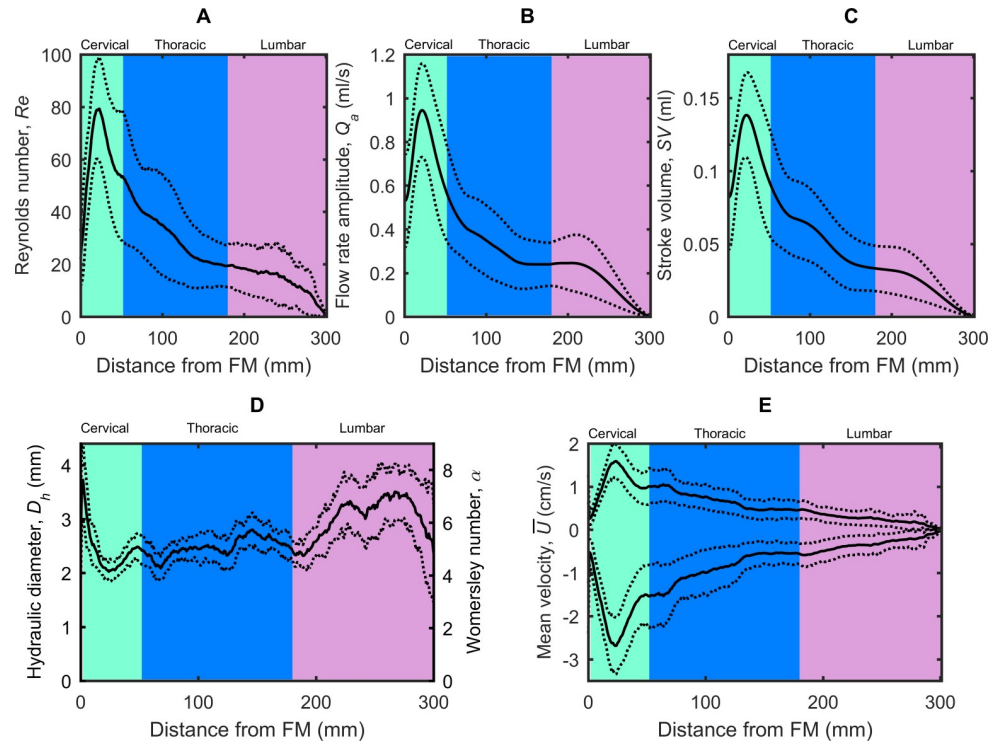 A
Cervical Thoracic Lumbar
100
80
60
40
20
0
Reynolds number, Re
0 100 200 300
Distance from FM (mm)
B
Cervical Thoracic Lumbar
1.2
1
0.8
0.6
0.4
0.2
0
Flow rate amplitude, Qa (ml/s)
0 100 200 300
Distance from FM (mm)
C
Cervical Thoracic Lumbar
0.15
0.1
0.05
0
Stroke volume, SV (ml)
0 100 200 300
Distance from FM (mm)
D
Cervical Thoracic Lumbar
4
3
2
1
0
Hydraulic diameter, Dh (mm)
8
6
4
2
0
Womersley number, α
0 100 200 300
Distance from FM (mm)
E
Cervical Thoracic Lumbar
2
1
0
-1
-2
-3
Mean velocity, U̅ (cm/s)
0 100 200 300
Distance from FM (mm)